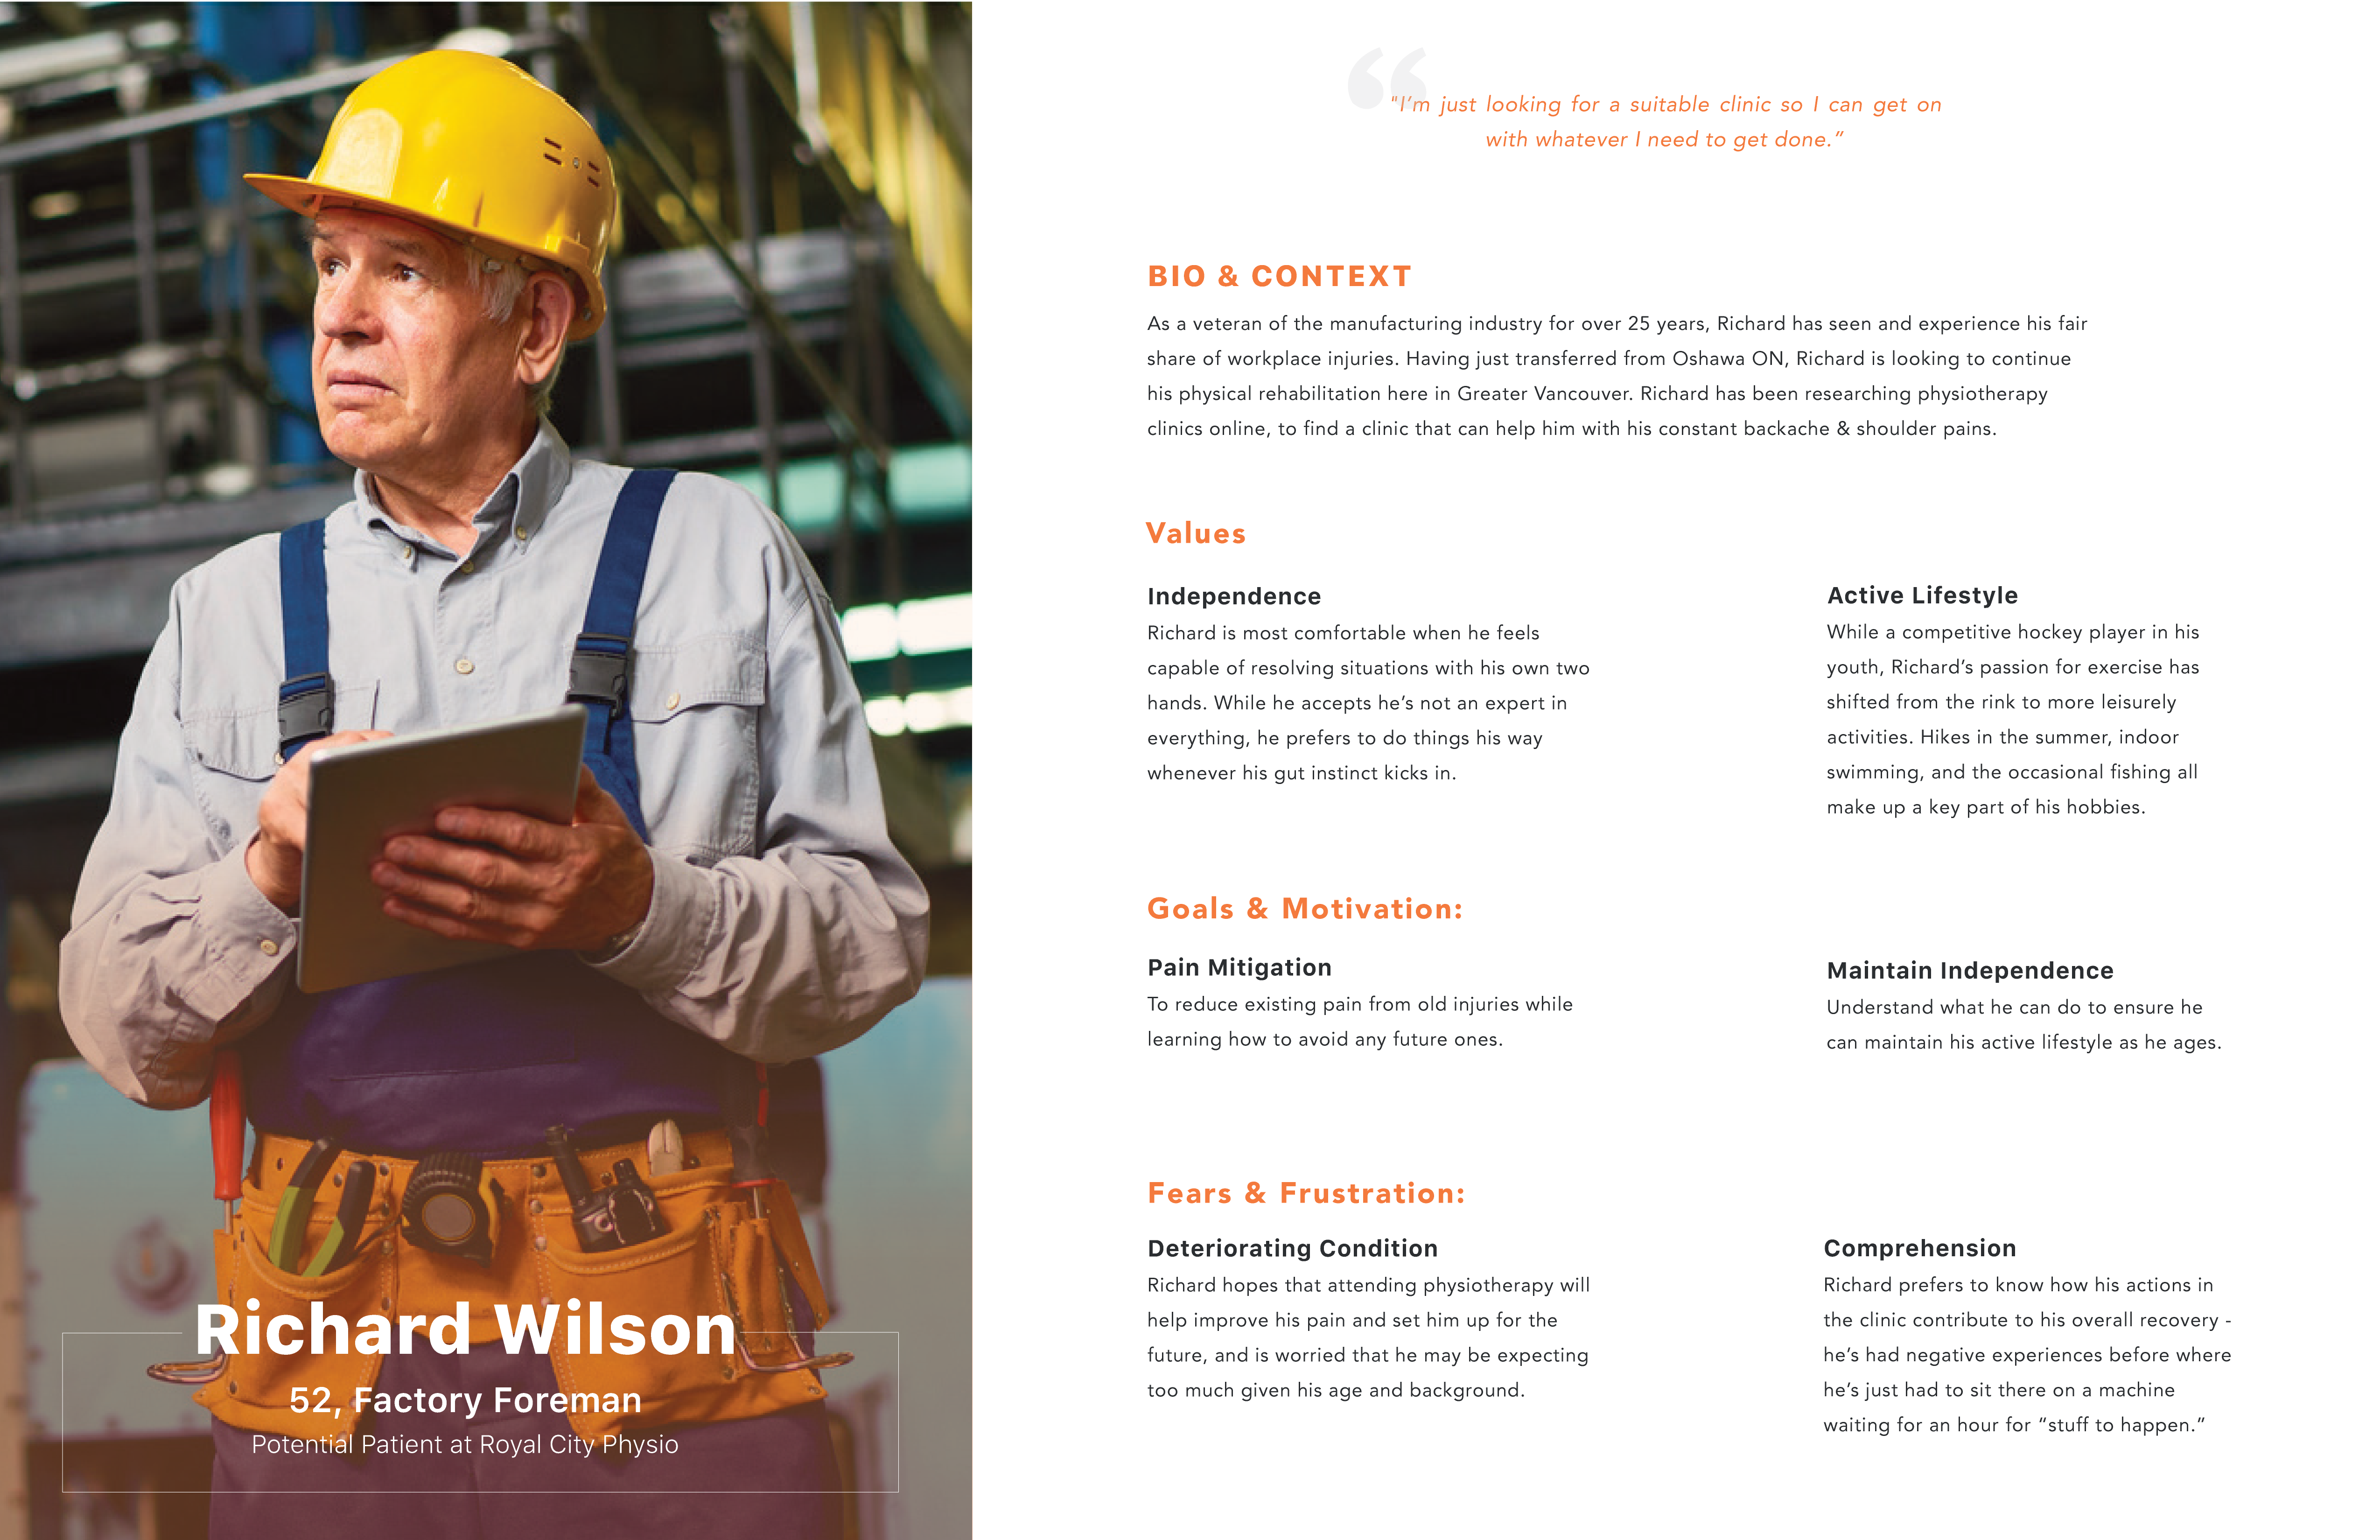 "I'm just looking for a suitable clinic so I can get on
with whatever I need to get done.”
BIO & CONTEXT
As a veteran of the manufacturing industry for over 25 years, Richard has seen and experience his fair
share of workplace injuries. Having just transferred from Oshawa ON, Richard is looking to continue
his physical rehabilitation here in Greater Vancouver. Richard has been researching physiotherapy
clinics online, to find a clinic that can help him with his constant backache & shoulder pains.
Values
Independence
Richard is most comfortable when he feels
capable of resolving situations with his own two
hands. While he accepts he’s not an expert in
everything, he prefers to do things his way
whenever his gut instinct kicks in.
Active Lifestyle
While a competitive hockey player in his
youth, Richard’s passion for exercise has
shifted from the rink to more leisurely
activities. Hikes in the summer, indoor
swimming, and the occasional fishing all
make up a key part of his hobbies.
Goals & Motivation:
Pain Mitigation
To reduce existing pain from old injuries while
learning how to avoid any future ones.
Maintain Independence
Understand what he can do to ensure he
can maintain his active lifestyle as he ages.
Fears & Frustration:
Deteriorating Condition
Richard hopes that attending physiotherapy will
help improve his pain and set him up for the
future, and is worried that he may be expecting
too much given his age and background.
Comprehension
Richard prefers to know how his actions in
the clinic contribute to his overall recovery -
he’s had negative experiences before where
he’s just had to sit there on a machine
waiting for an hour for “stuff to happen.”
Richard Wilson
52, Factory Foreman
Potential Patient at Royal City Physio